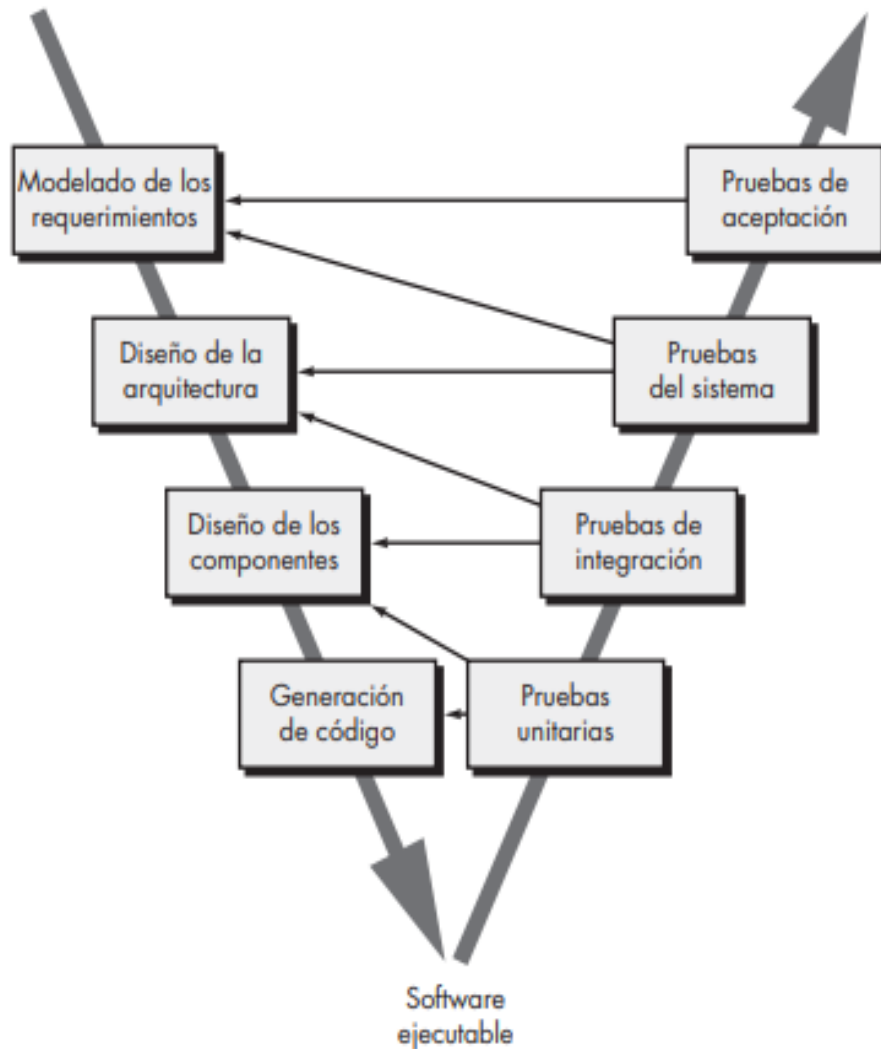 Modelado de los
requerimientos
Pruebas de
aceptación
Diseño de la
arquitectura
Pruebas
del sistema
Diseño de los
componentes
Pruebas de
integración
Generación
de código
Pruebas
unitarias
Software
ejecutable